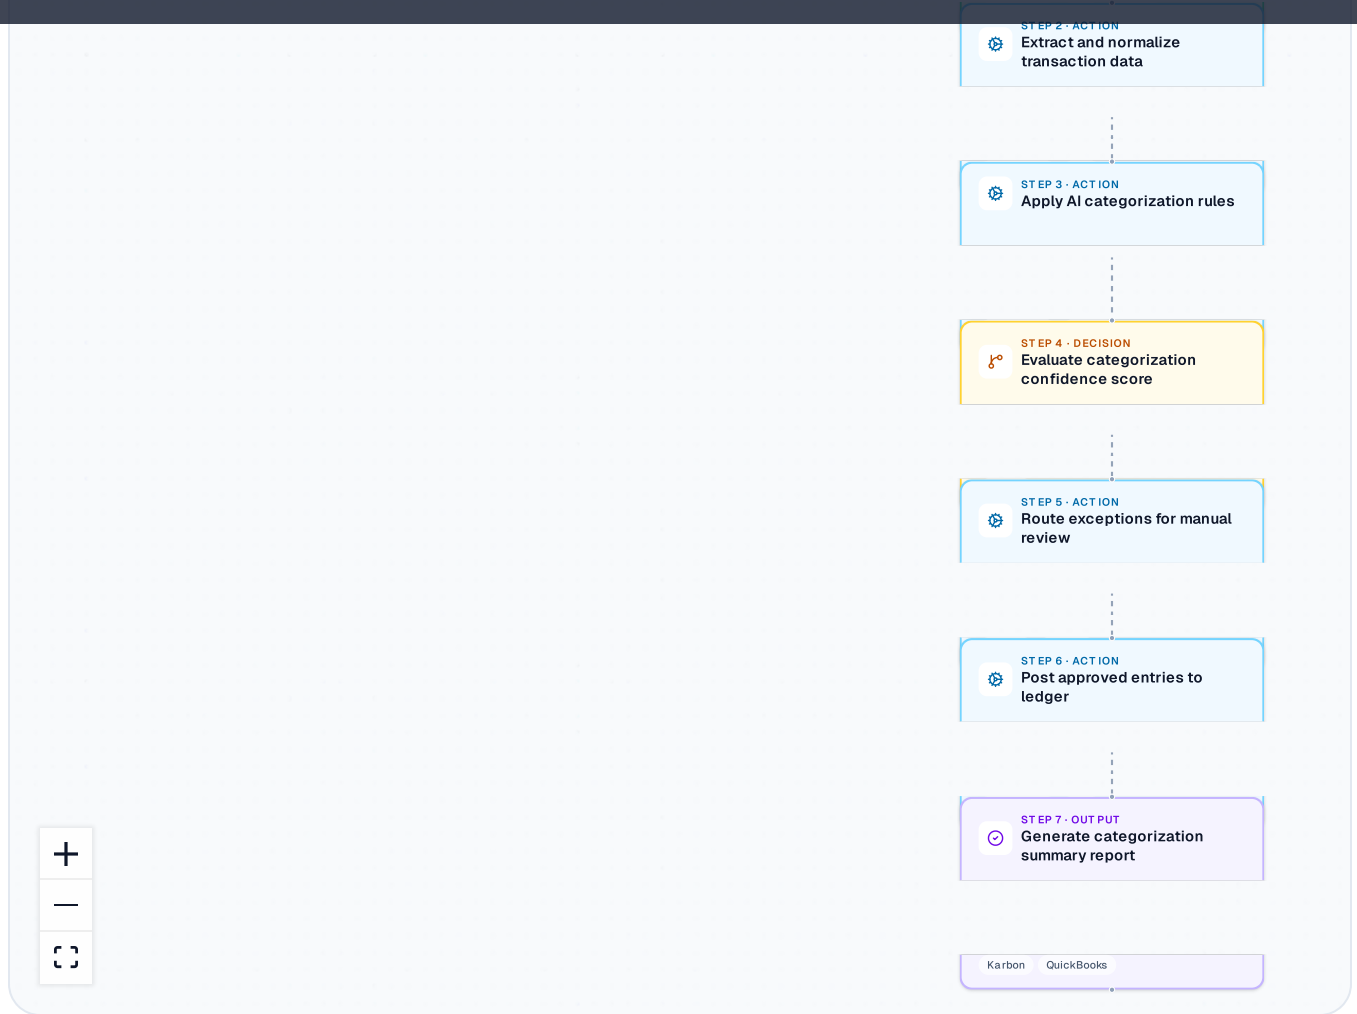 STEP 2 · ACTION
Extract and normalize
transaction data
STEP 3 · ACTION
Apply AI categorization rules
STEP 4 · DECISION
Evaluate categorization
confidence score
STEP 5 · ACTION
Route exceptions for manual
review
STEP 6 · ACTION
Post approved entries to
ledger
STEP 7 · OUTPUT
Generate categorization
summary report
Karbon QuickBooks